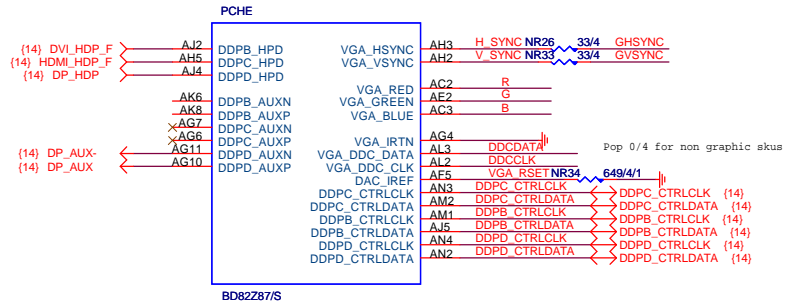 PCHE
{14} DVI_HDP_F AJ2 DDPB_HPD VGA_HSYNC AH3 H_SYNC NR26 33/4 GHSYNC
{14} HDMI_HDP_F AH5 DDPC_HPD VGA_VSYNC AH2 V_SYNC NR33 33/4 GVSYNC
{14} DP_HDP AJ4 DDPD_HPD
VGA_RED AC2 R
AK6 DDPB_AUXN VGA_GREEN AE2 G
AK8 DDPB_AUXP VGA_BLUE AC3 B
AG7 DDPC_AUXN
AG6 DDPC_AUXP VGA_IRTN AG4
{14} DP_AUX- AG11 DDPD_AUXN VGA_DDC_DATA AL3 DDCDATA Pop 0/4 for non graphic skus
{14} DP_AUX AG10 DDPD_AUXP VGA_DDC_CLK AL2 DDCCLK
DAC_IREF AF5 VGA_RSET NR34 649/4/1
DDPC_CTRLCLK AN3 DDPC_CTRLCLK DDPC_CTRLCLK {14}
DDPC_CTRLDATA AM2 DDPC_CTRLDATA DDPC_CTRLDATA {14}
DDPB_CTRLCLK AM1 DDPB_CTRLCLK DDPB_CTRLCLK {14}
DDPB_CTRLDATA AJ5 DDPB_CTRLDATA DDPB_CTRLDATA {14}
DDPD_CTRLCLK AN4 DDPD_CTRLCLK DDPD_CTRLCLK {14}
DDPD_CTRLDATA AN2 DDPD_CTRLDATA DDPD_CTRLDATA {14}
BD82Z87/S